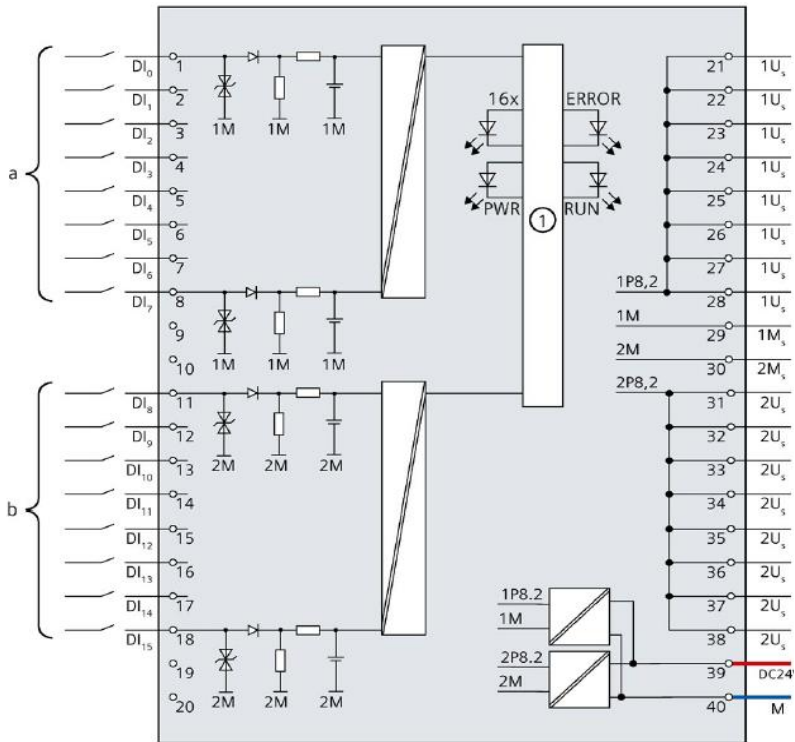 a
DI₀ 1
DI₁ 2
DI₂ 3
DI₃ 4
DI₄ 5
DI₅ 6
DI₆ 7
DI₇ 8
9
10
1M 1M 1M
1M 1M 1M
b
DI₈ 11
DI₉ 12
DI₁₀ 13
DI₁₁ 14
DI₁₂ 15
DI₁₃ 16
DI₁₄ 17
DI₁₅ 18
19
20
2M 2M 2M
2M 2M 2M
16x ERROR
PWR RUN
1
21 1Uₛ
22 1Uₛ
23 1Uₛ
24 1Uₛ
25 1Uₛ
26 1Uₛ
27 1Uₛ
1P8,2 28 1Uₛ
1M 29 1Mₛ
2M 30 2Mₛ
2P8,2 31 2Uₛ
32 2Uₛ
33 2Uₛ
34 2Uₛ
35 2Uₛ
36 2Uₛ
37 2Uₛ
38 2Uₛ
1P8.2
1M
2P8.2
2M
39 DC24
40 M